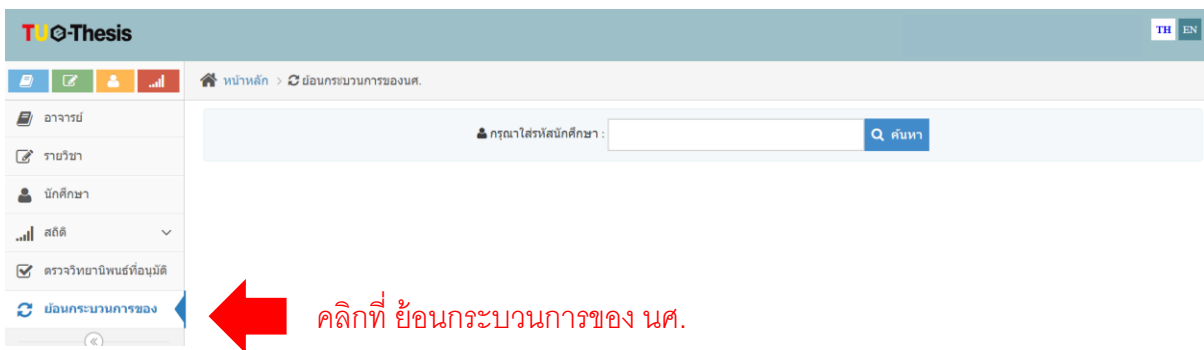 TU-Thesis
TH EN
หน้าหลัก > ย้อนกระบวนการของนศ.
อาจารย์
กรุณาใส่รหัสนักศึกษา :
ค้นหา
รายวิชา
นักศึกษา
สถิติ
ตรวจวิทยานิพนธ์ที่อนุมัติ
ย้อนกระบวนการของ
คลิกที่ ย้อนกระบวนการของ นศ.